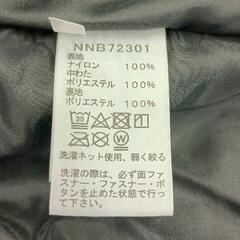 NNB72301
表地
ナイロン 100%
中わた
ポリエステル 100%
裏地
ポリエステル 100%
30
洗濯ネット使用、弱く絞る
洗濯の際は、必ず面ファ
スナー・ファスナー・ボ
タンを止めた状態で行っ
て下さい。